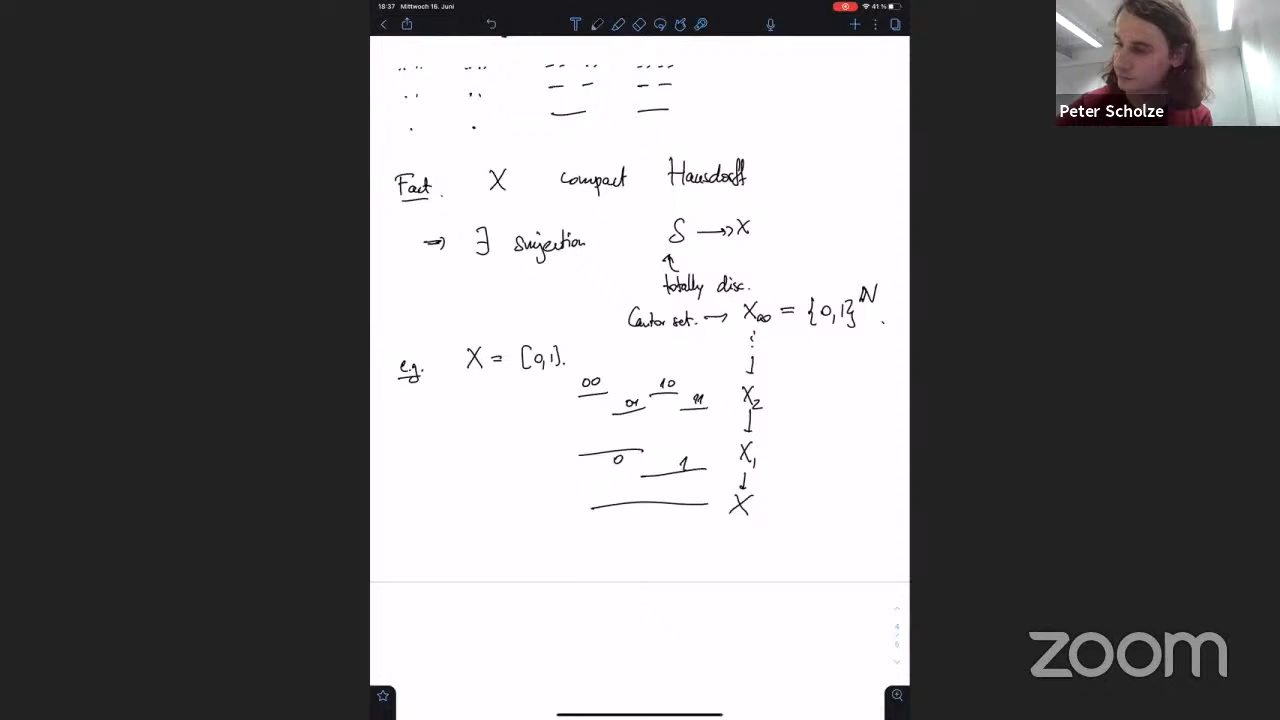 18:37 Mittwoch 16. Juni
41 %
T
Peter Scholze
Fact. X compact Hausdorff
⇒ ∃ surjection S ↠ X
↑
totally disc.
Cantor set. → X∞ = {0,1}^ℕ.
e.g. X = [0,1].
00 01 10 11 X₂
↓
0 1 X₁
↓
X
zoom